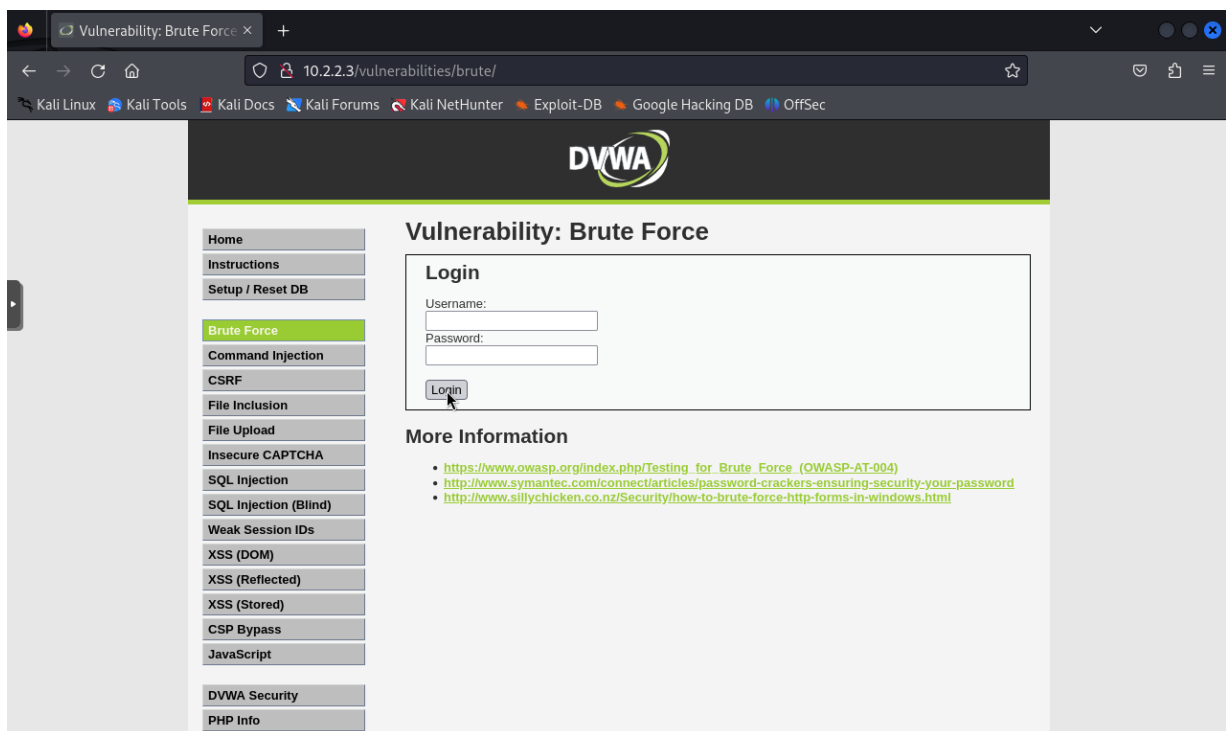 Vulnerability: Brute Force
10.2.2.3/vulnerabilities/brute/
Kali Linux Kali Tools Kali Docs Kali Forums Kali NetHunter Exploit-DB Google Hacking DB OffSec
DVWA
Home
Instructions
Setup / Reset DB
Brute Force
Command Injection
CSRF
File Inclusion
File Upload
Insecure CAPTCHA
SQL Injection
SQL Injection (Blind)
Weak Session IDs
XSS (DOM)
XSS (Reflected)
XSS (Stored)
CSP Bypass
JavaScript
DVWA Security
PHP Info
Vulnerability: Brute Force
Login
Username:
Password:
Login
More Information
https://www.owasp.org/index.php/Testing_for_Brute_Force_(OWASP-AT-004)
http://www.symantec.com/connect/articles/password-crackers-ensuring-security-your-password
http://www.sillychicken.co.nz/Security/how-to-brute-force-http-forms-in-windows.html